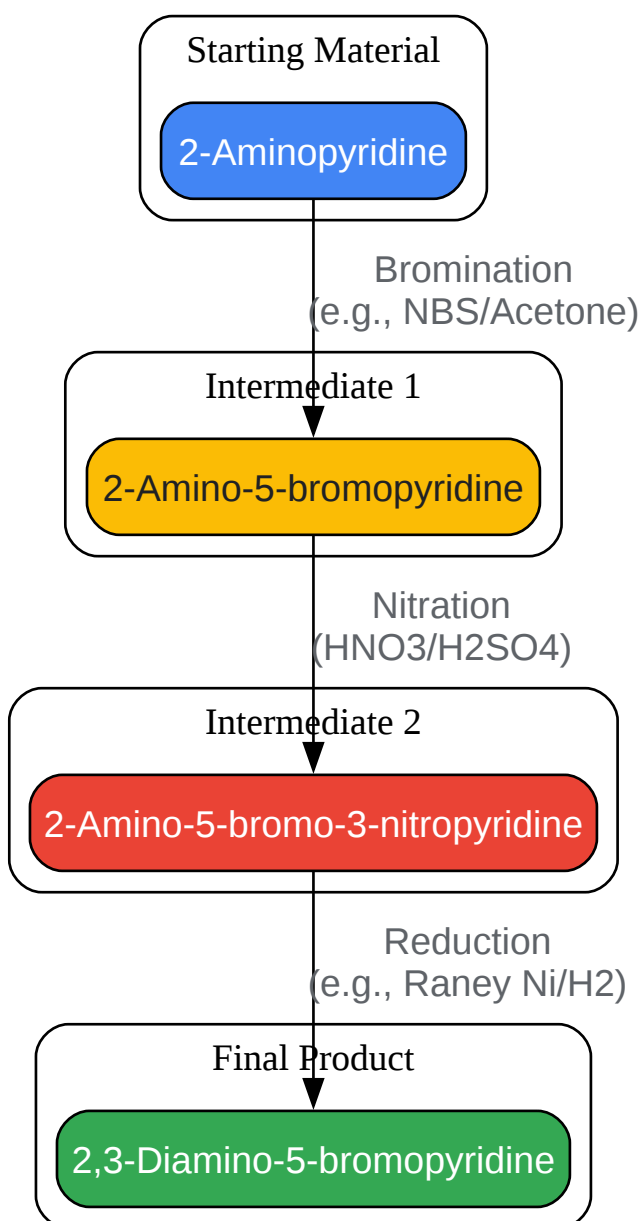 Starting Material
2-Aminopyridine
Bromination
(e.g., NBS/Acetone)
Intermediate 1
2-Amino-5-bromopyridine
Nitration
(HNO3/H2SO4)
Intermediate 2
2-Amino-5-bromo-3-nitropyridine
Reduction
(e.g., Raney Ni/H2)
Final Product
2,3-Diamino-5-bromopyridine